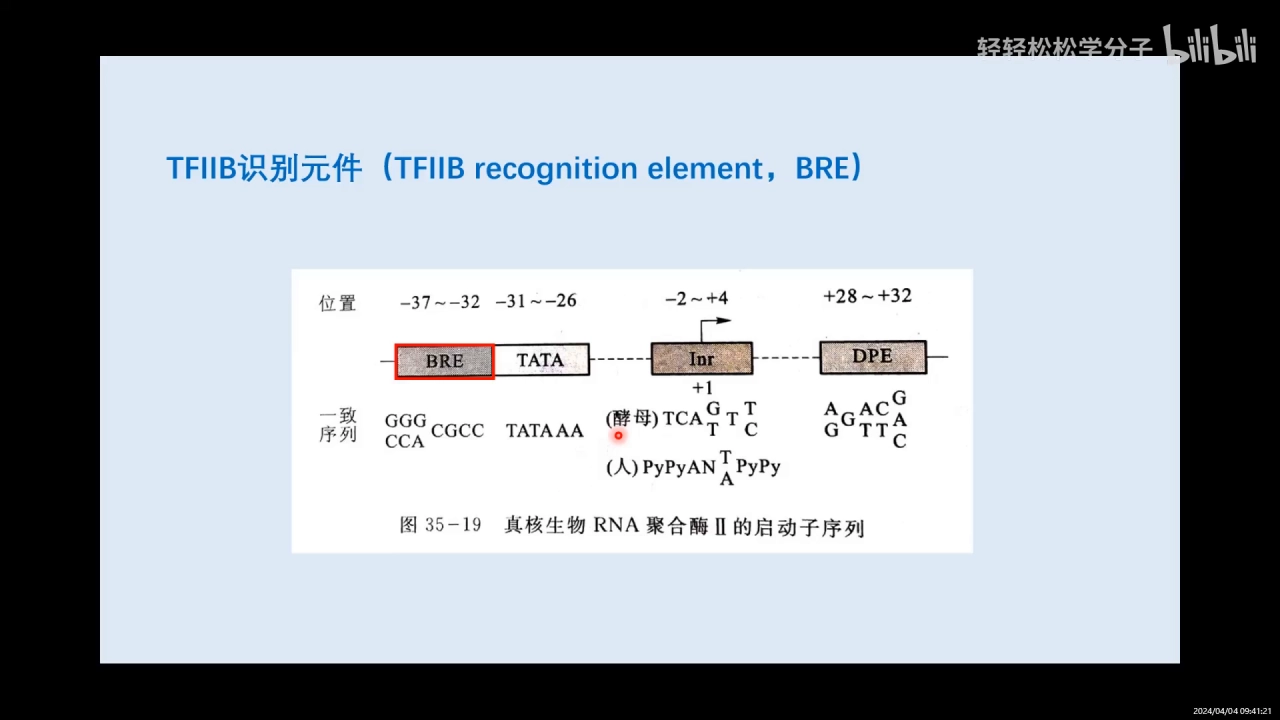 轻轻松松学分子 bilibili
TFIIB识别元件（TFIIB recognition element，BRE）
位置 -37～-32 -31～-26 -2～+4 +28～+32
BRE TATA Inr DPE
+1
一致序列 GGG CCA CGCC TATAAA (酵母)TCA G T T T C A G G A C T T G A C
(人)PyPyAN T A PyPy
图 35-19 真核生物 RNA 聚合酶Ⅱ的启动子序列
2024/04/04 09:41:21